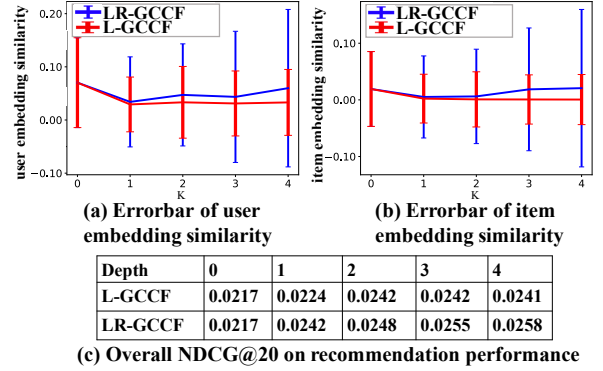 LR-GCCF
L-GCCF
user embedding similarity
0.20
0.10
0.00
−0.10
0 1 2 3 4
K
(a) Errorbar of user
embedding similarity
LR-GCCF
L-GCCF
item embedding similarity
0.10
0.00
−0.10
0 1 2 3 4
K
(b) Errorbar of item
embedding similarity
Depth 0 1 2 3 4
L-GCCF 0.0217 0.0224 0.0242 0.0242 0.0241
LR-GCCF 0.0217 0.0242 0.0248 0.0255 0.0258
(c) Overall NDCG@20 on recommendation performance